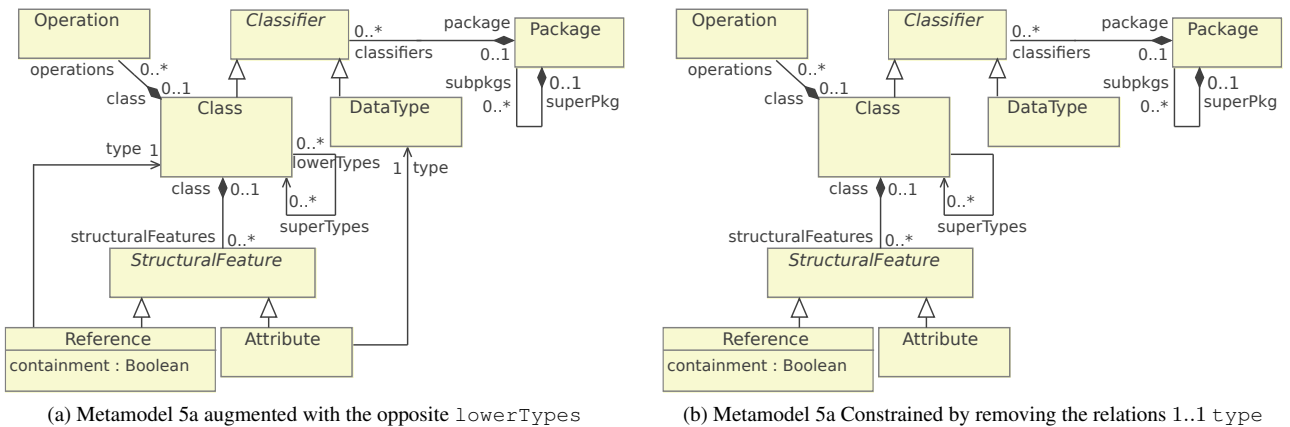 Operation
Classifier
0..*
classifiers
package
0..1
Package
operations
0..*
class
0..1
subpkgs
0..*
0..1
superPkg
Class
DataType
type 1
0..*
lowerTypes
1 type
class
0..1
0..*
superTypes
structuralFeatures
0..*
StructuralFeature
Reference
containment : Boolean
Attribute
(a) Metamodel 5a augmented with the opposite lowerTypes
Operation
Classifier
0..*
classifiers
package
0..1
Package
operations
0..*
class
0..1
subpkgs
0..*
0..1
superPkg
Class
DataType
class
0..1
0..*
superTypes
structuralFeatures
0..*
StructuralFeature
Reference
containment : Boolean
Attribute
(b) Metamodel 5a Constrained by removing the relations 1..1 type